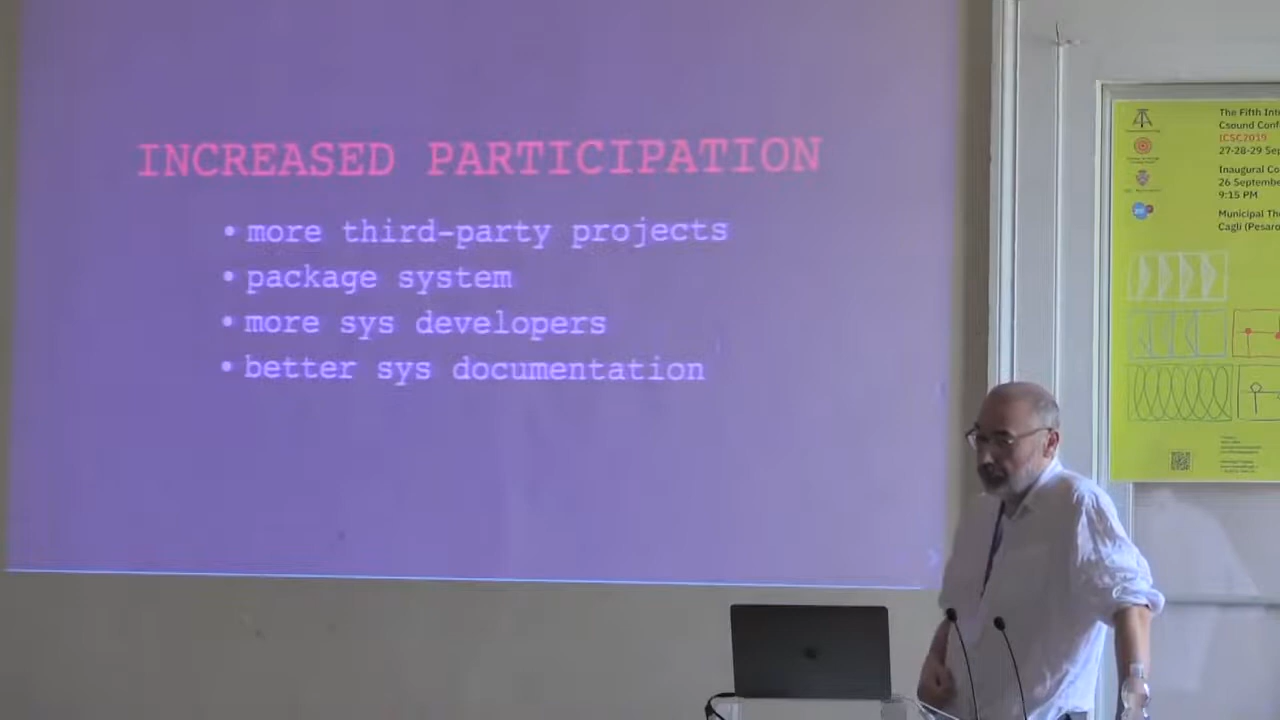 INCREASED PARTICIPATION
• more third-party projects
• package system
• more sys developers
• better sys documentation
The Fifth Int
Csound Conf
ICSC2019
27-28-29 Sep
Inaugural Co
26 Septembe
9:15 PM
Municipal The
Cagli (Pesaro